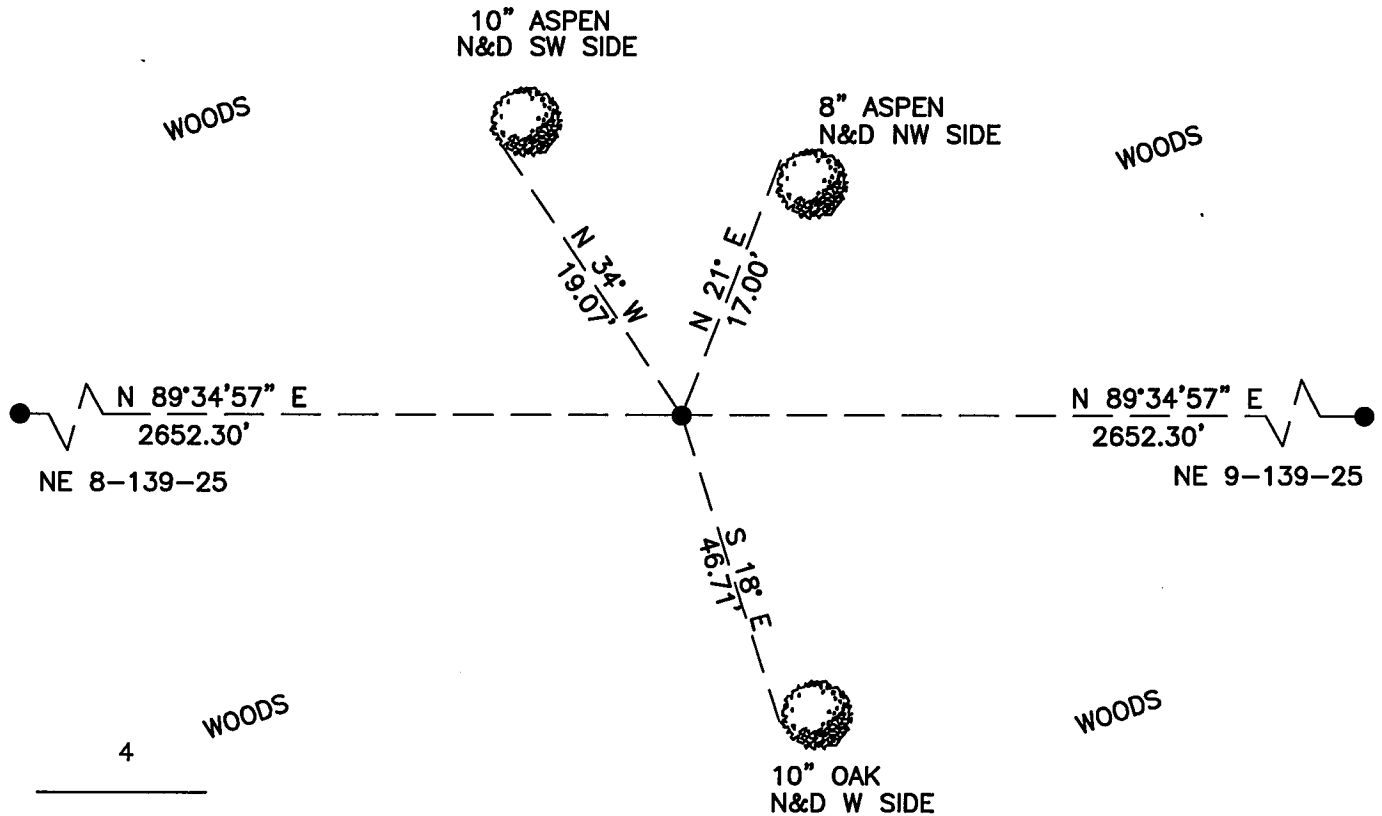 10" ASPEN
N&D SW SIDE
8" ASPEN
N&D NW SIDE
WOODS
WOODS
N 34° W
19.07'
N 21° E
17.00'
N 89°34'57" E
2652.30'
NE 8-139-25
N 89°34'57" E
2652.30'
NE 9-139-25
S 18° E
46.71'
WOODS
WOODS
4
10" OAK
N&D W SIDE